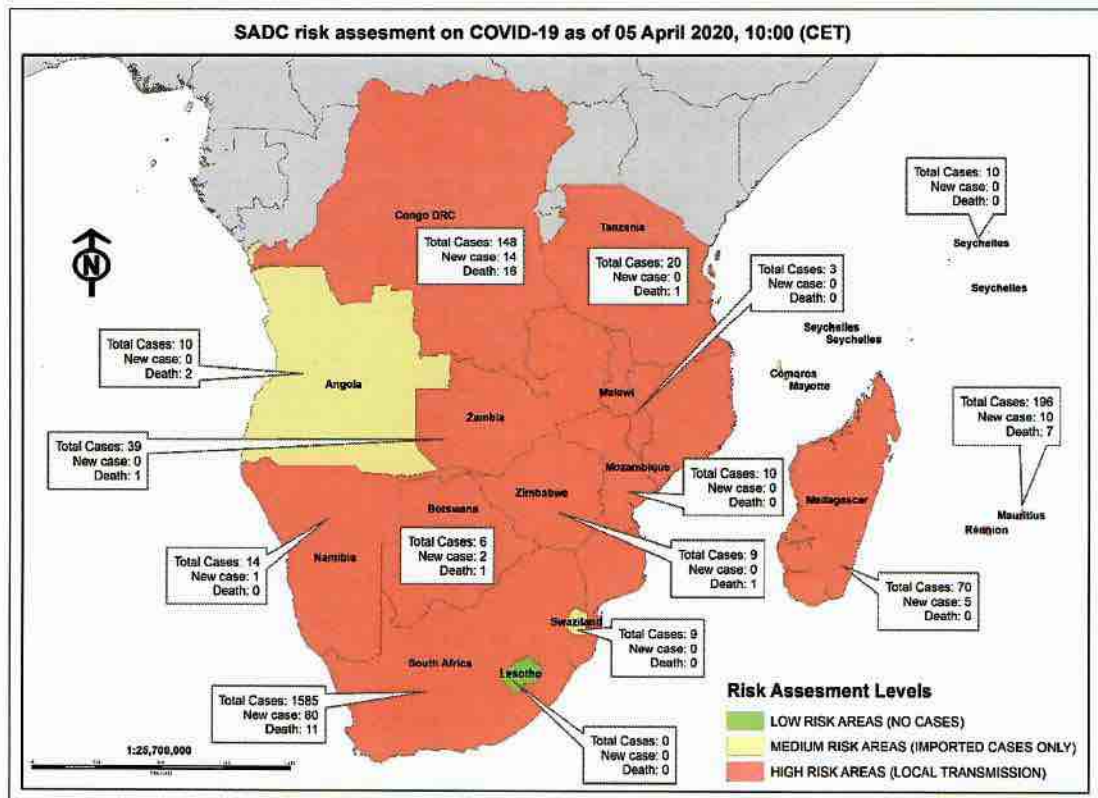 SADC risk assesment on COVID-19 as of 05 April 2020, 10:00 (CET)
Total Cases: 10
New case: 0
Death: 0
Seychelles
Seychelles
Seychelles
Seychelles
Congo DRC
Total Cases: 148
New case: 14
Death: 16
Tanzania
Total Cases: 20
New case: 0
Death: 1
Total Cases: 3
New case: 0
Death: 0
N
Total Cases: 10
New case: 0
Death: 2
Angola
Malawi
Comoros
Mayotte
Total Cases: 196
New case: 10
Death: 7
Mauritius
Réunion
Total Cases: 39
New case: 0
Death: 1
Zambia
Mozambique
Total Cases: 10
New case: 0
Death: 0
Zimbabwe
Madagascar
Botswana
Total Cases: 6
New case: 2
Death: 1
Namibia
Total Cases: 14
New case: 1
Death: 0
Total Cases: 9
New case: 0
Death: 1
Total Cases: 70
New case: 5
Death: 0
Swaziland
Total Cases: 9
New case: 0
Death: 0
South Africa
Lesotho
Total Cases: 1585
New case: 80
Death: 11
Total Cases: 0
New case: 0
Death: 0
1:25,700,000
Risk Assesment Levels
LOW RISK AREAS (NO CASES)
MEDIUM RISK AREAS (IMPORTED CASES ONLY)
HIGH RISK AREAS (LOCAL TRANSMISSION)